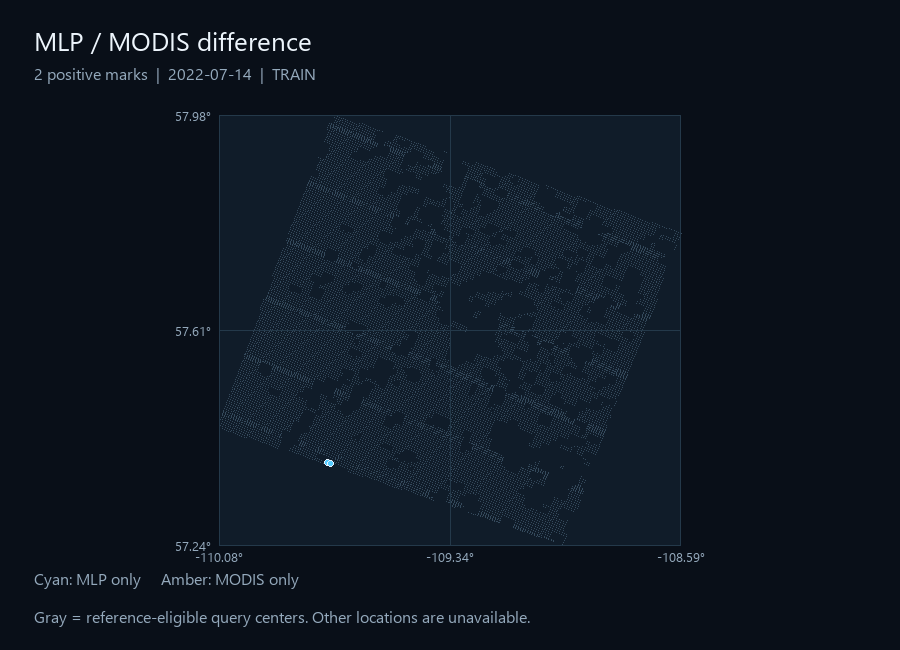 MLP / MODIS difference
2 positive marks | 2022-07-14 | TRAIN
57.98°
57.61°
57.24°
-110.08° -109.34° -108.59°
Cyan: MLP only Amber: MODIS only
Gray = reference-eligible query centers. Other locations are unavailable.